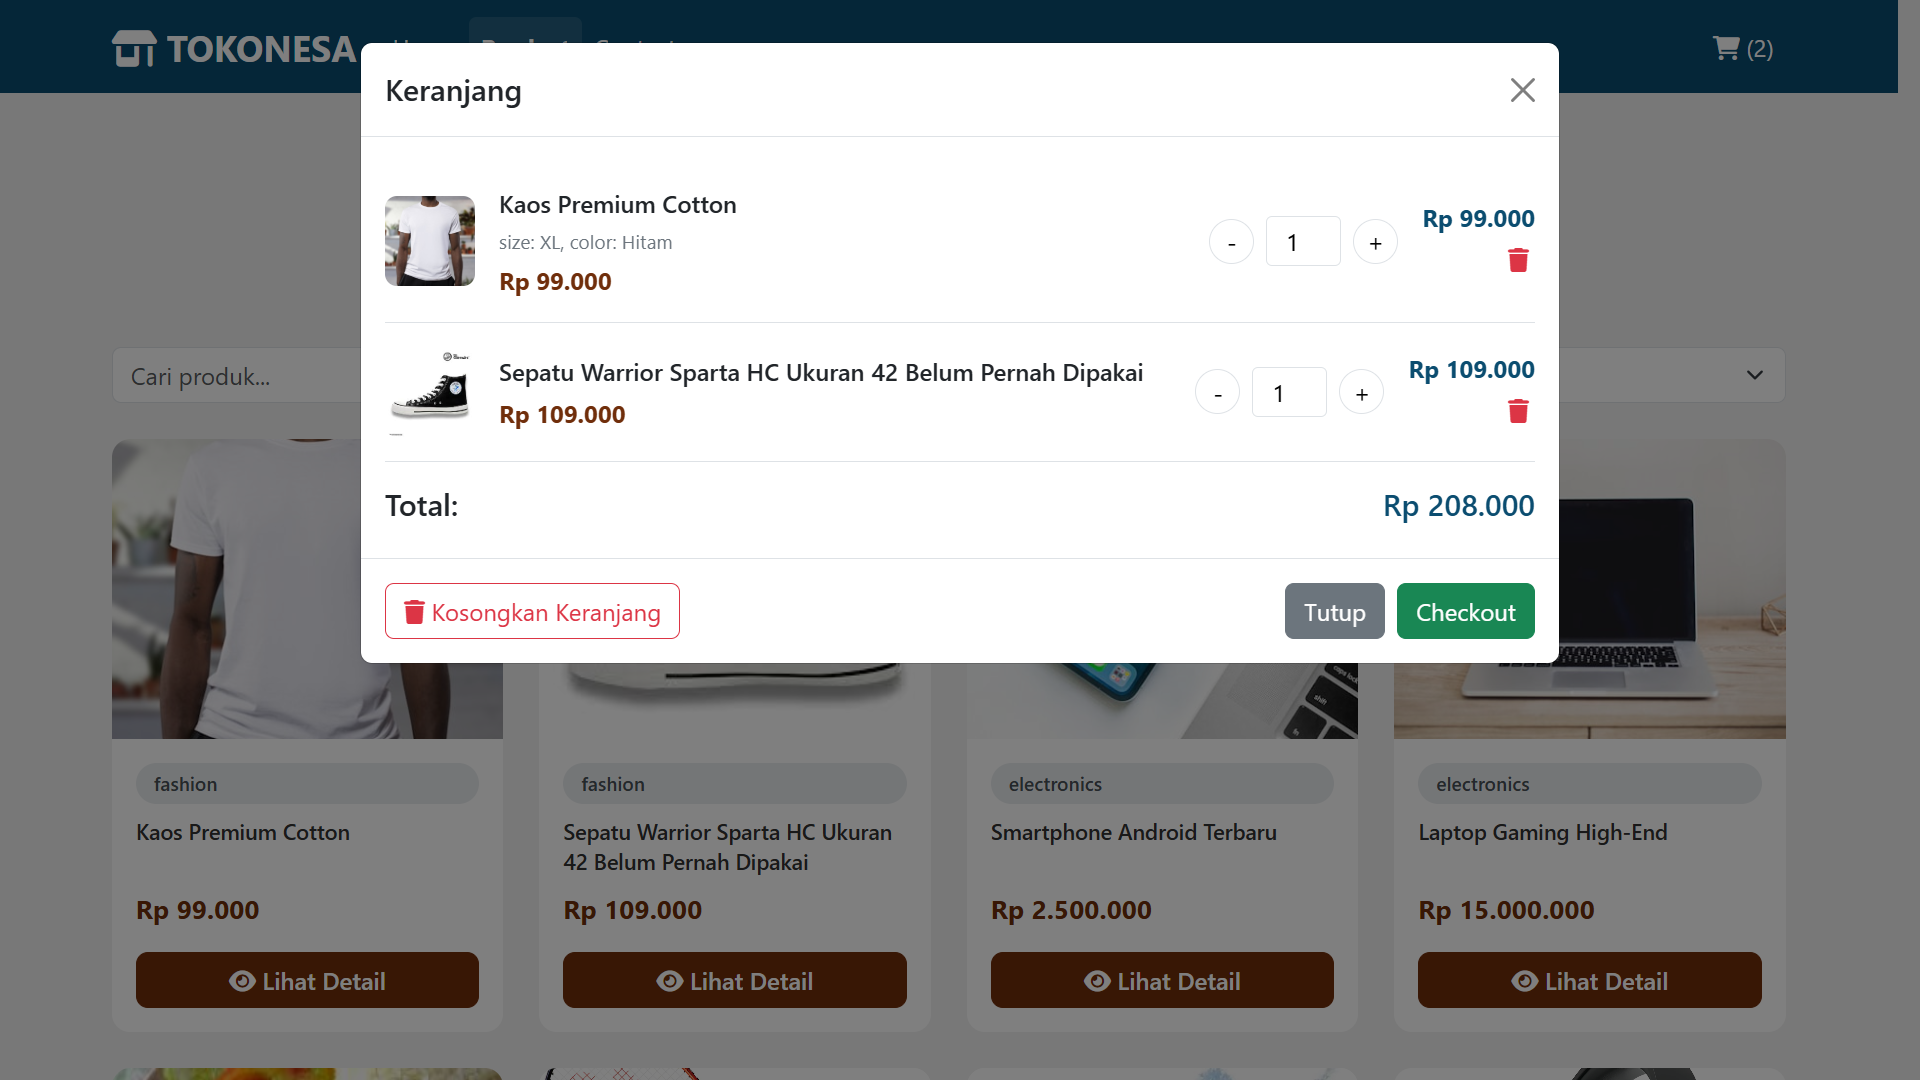 TOKONESA
(2)
Keranjang
Kaos Premium Cotton
size: XL, color: Hitam
Rp 99.000
- 1 +
Rp 99.000
Sepatu Warrior Sparta HC Ukuran 42 Belum Pernah Dipakai
Rp 109.000
- 1 +
Rp 109.000
Total:
Rp 208.000
Kosongkan Keranjang
Tutup
Checkout
Cari produk...
caps lock
shift
fn
fashion
Kaos Premium Cotton
Rp 99.000
Lihat Detail
fashion
Sepatu Warrior Sparta HC Ukuran
42 Belum Pernah Dipakai
Rp 109.000
Lihat Detail
electronics
Smartphone Android Terbaru
Rp 2.500.000
Lihat Detail
electronics
Laptop Gaming High-End
Rp 15.000.000
Lihat Detail